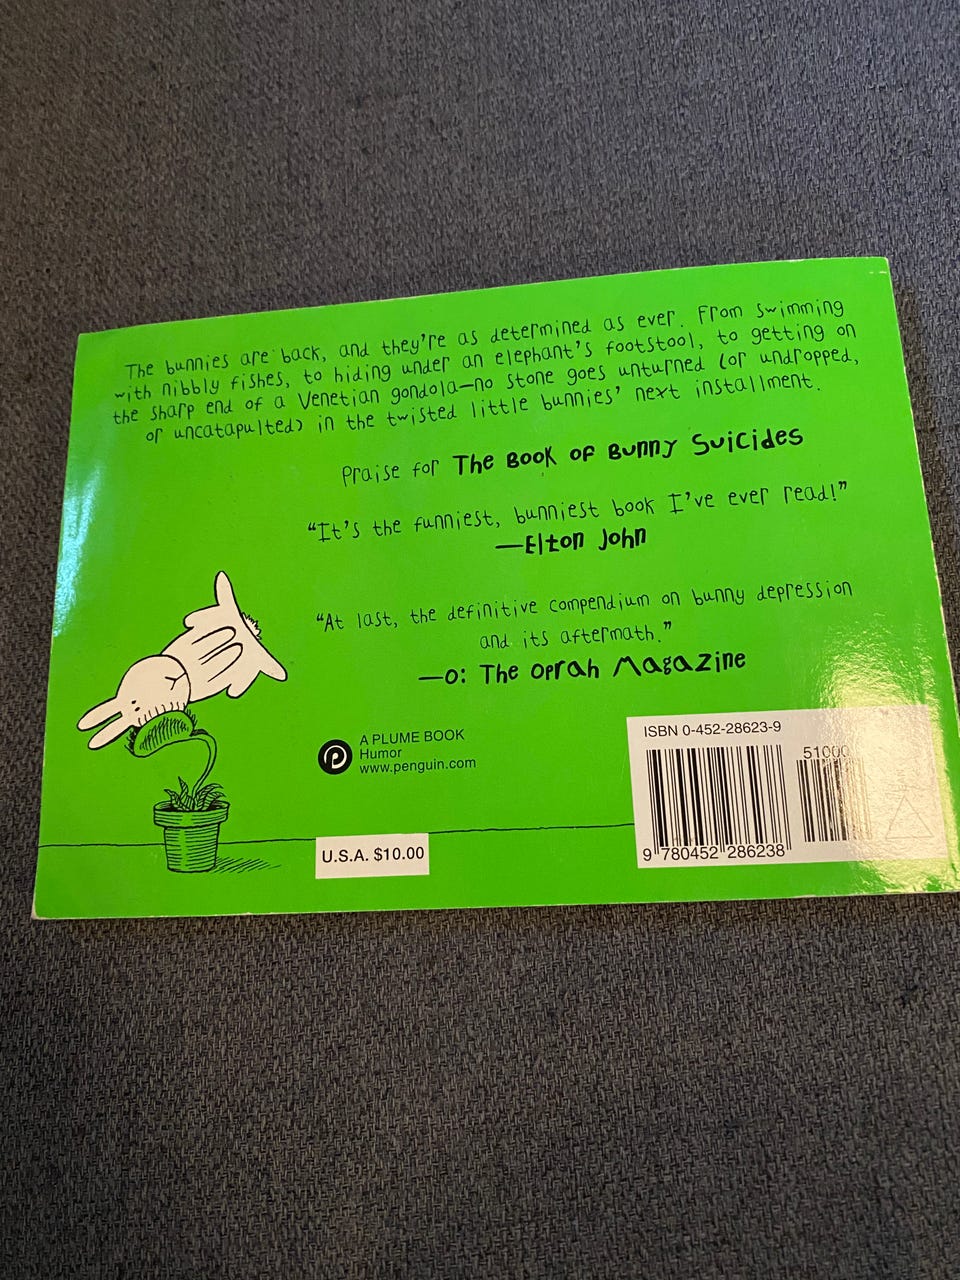 The bunnies are back, and they're as determined as ever. From swimming
with nibbly fishes, to hiding under an elephant's footstool, to getting on
the sharp end of a Venetian gondola—no stone goes unturned (or undropped,
or uncatapulted) in the twisted little bunnies' next installment.
Praise for The Book of Bunny Suicides
"It's the funniest, bunniest book I've ever read!"
—Elton John
"At last, the definitive compendium on bunny depression
and its aftermath."
—O: The Oprah Magazine
A PLUME BOOK
Humor
www.penguin.com
U.S.A. $10.00
ISBN 0-452-28623-9
51000
9 780452 286238